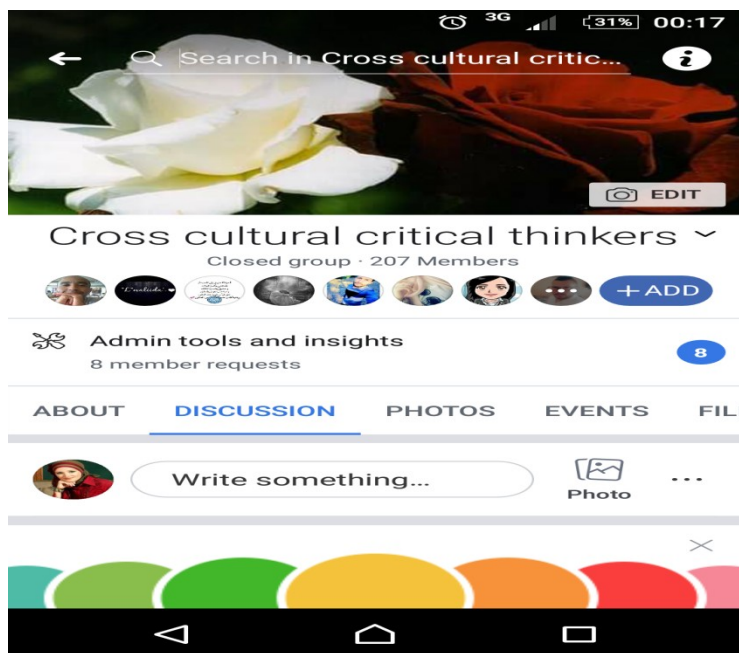 3G 31% 00:17
Search in Cross cultural critic...
EDIT
Cross cultural critical thinkers
Closed group · 207 Members
+ADD
Admin tools and insights
8 member requests
8
ABOUT DISCUSSION PHOTOS EVENTS FIL
Write something...
Photo